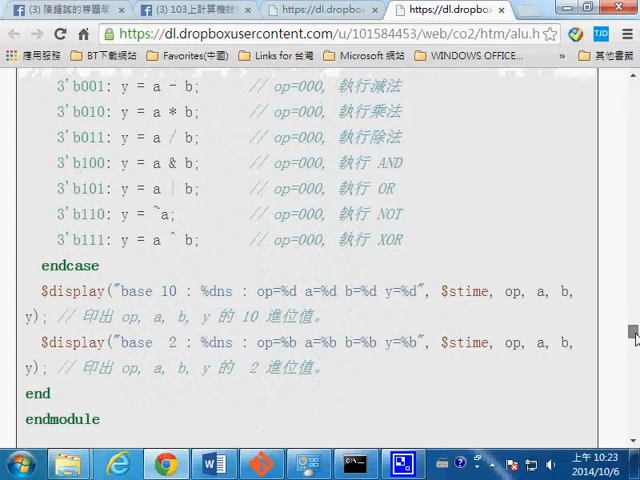 (3) 陳鍾誠的專題學
(3) 103上計算機結
https://dl.dropboxuser
https://dl.dropboxuser
https://dl.dropboxusercontent.com/u/101584453/web/co2/htm/alu.h
TJD
應用服務 BT下載網站 Favorites(中國) Links for 台灣 Microsoft 網站 WINDOWS OFFICE... » 其他書籤
3'b001: y = a - b; // op=000, 執行減法
3'b010: y = a * b; // op=000, 執行乘法
3'b011: y = a / b; // op=000, 執行除法
3'b100: y = a & b; // op=000, 執行 AND
3'b101: y = a | b; // op=000, 執行 OR
3'b110: y = ~a; // op=000, 執行 NOT
3'b111: y = a ^ b; // op=000, 執行 XOR
endcase
$display("base 10 : %dns : op=%d a=%d b=%d y=%d", $stime, op, a, b,
y); // 印出 op, a, b, y 的 10 進位值。
$display("base 2 : %dns : op=%b a=%b b=%b y=%b", $stime, op, a, b,
y); // 印出 op, a, b, y 的 2 進位值。
end
endmodule
上午 10:23
2014/10/6